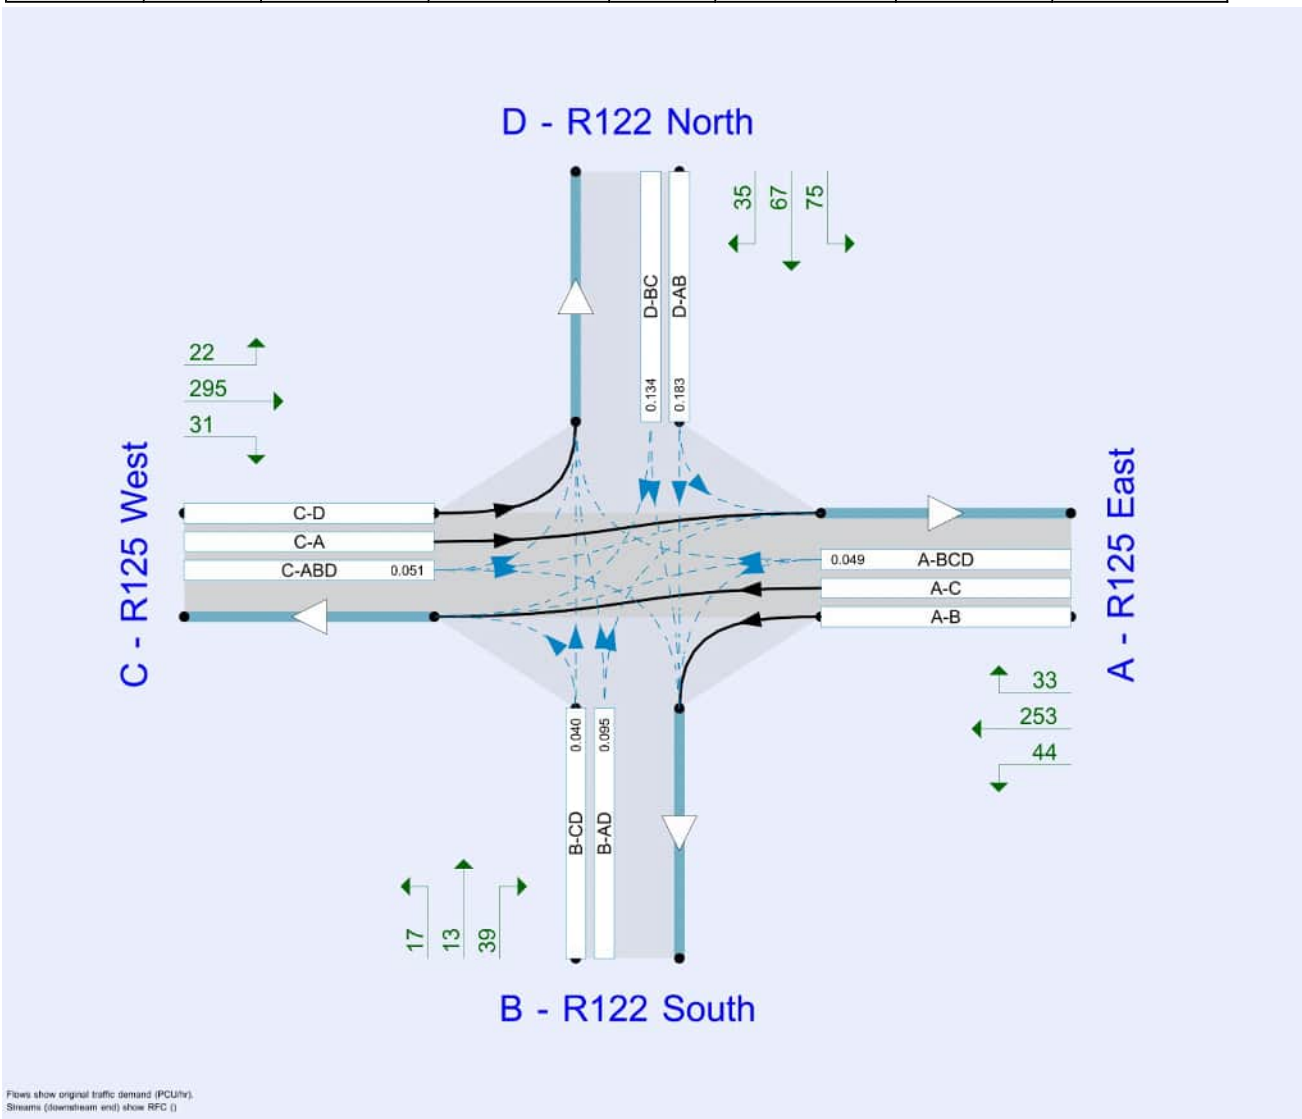 D - R122 North
35
67
75
D-BC
D-AB
0.134
0.183
22
295
31
C - R125 West
C-D
C-A
C-ABD 0.051
0.049 A-BCD
A-C
A-B
A - R125 East
33
253
44
0.040
0.095
B-CD
B-AD
17
13
39
B - R122 South
Flows show original traffic demand (PCU/hr).
Streams (downstream end) show RFC ()